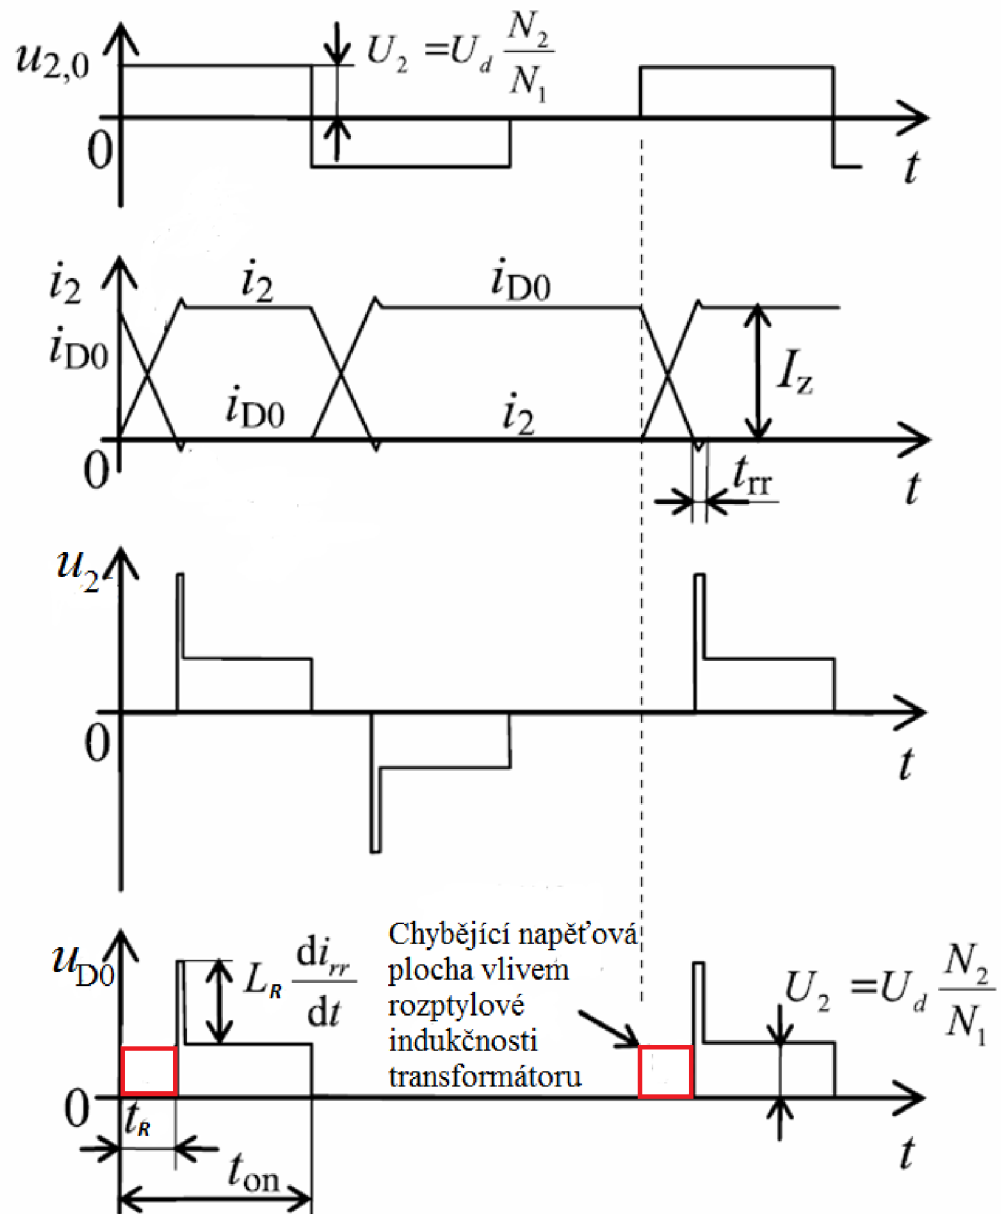 u2,0
U2 =Ud N2/N1
0
t
i2
i2
iD0
iD0
iD0
i2
Iz
0
trr
t
u2
0
t
uD0
LR dirr/dt
Chybějící napěťová
plocha vlivem
rozptylové
indukčnosti
transformátoru
U2 =Ud N2/N1
0
tR
t
ton